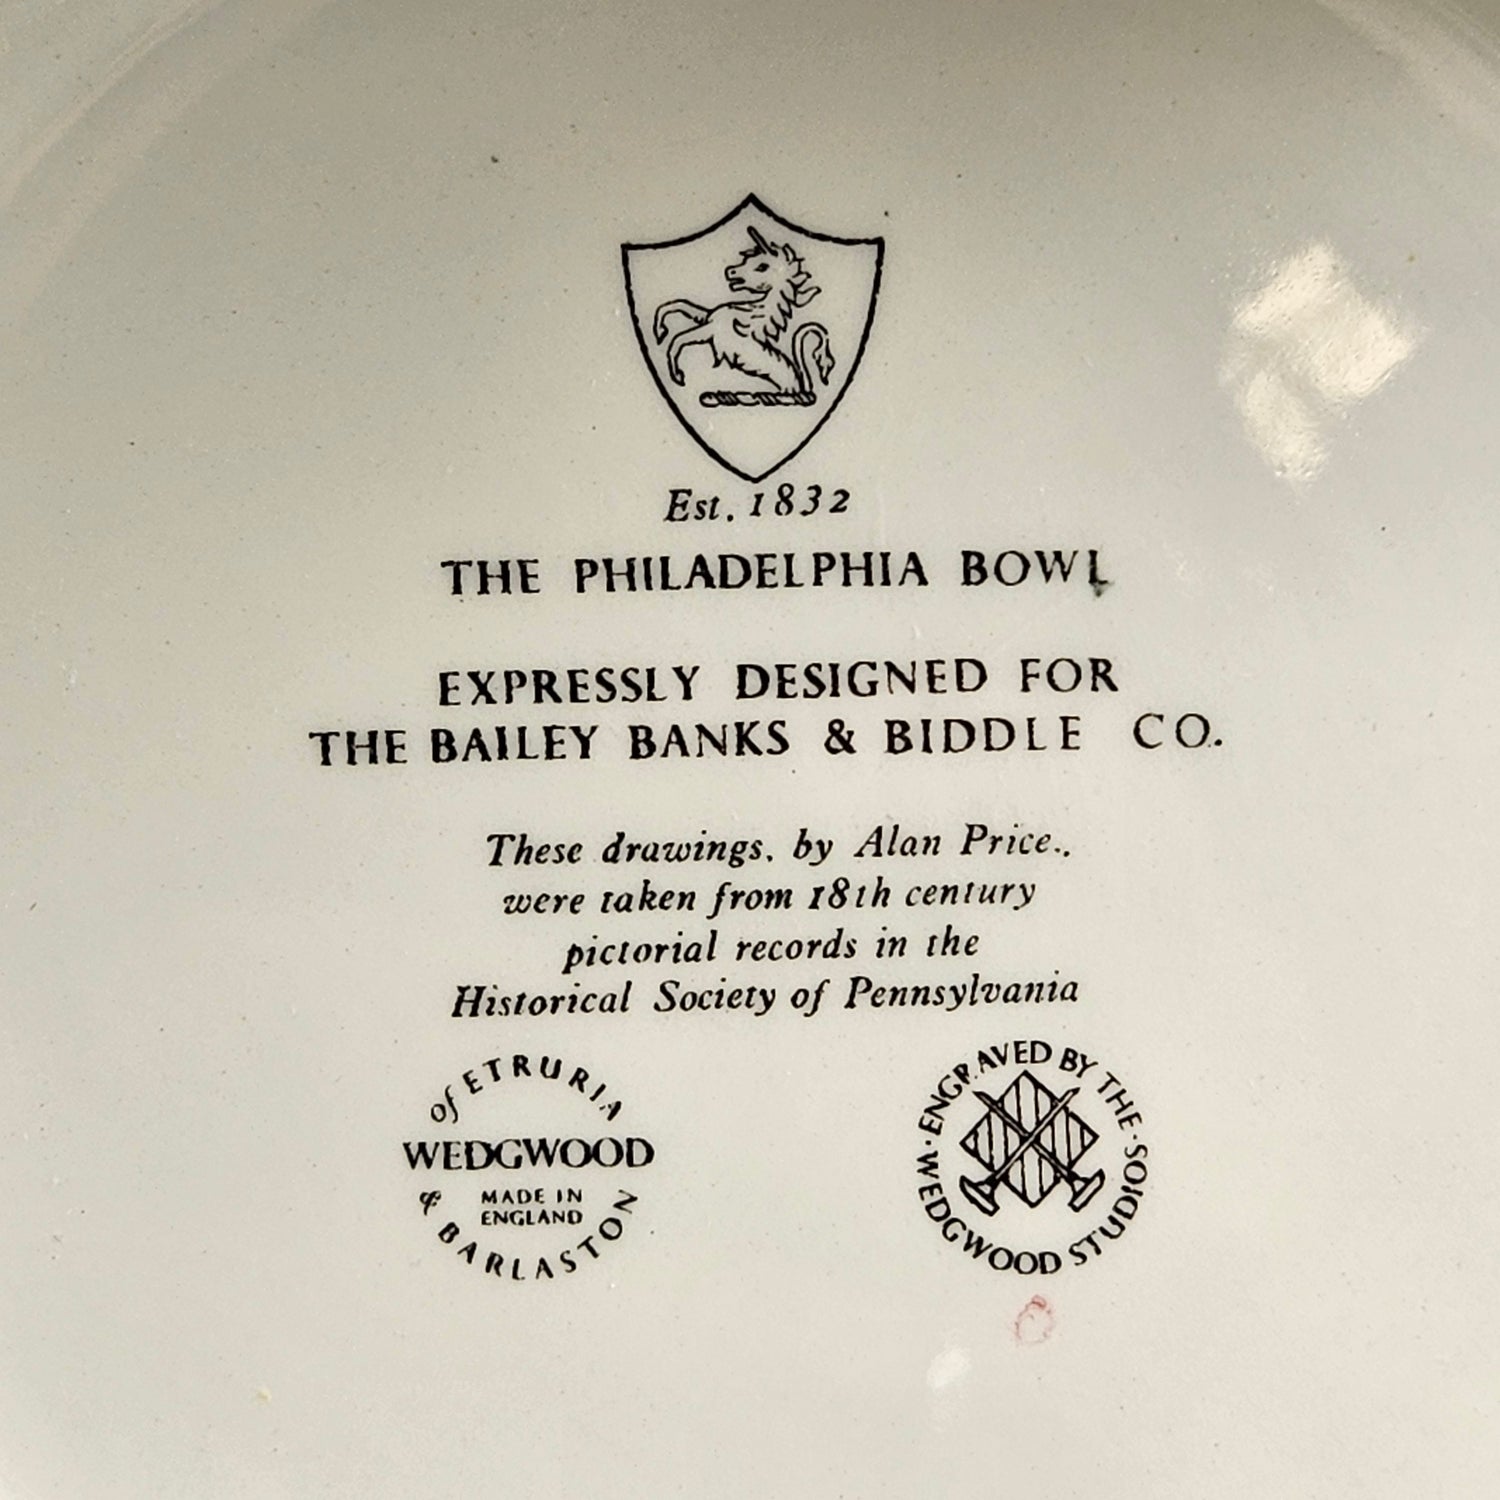 Est. 1832
THE PHILADELPHIA BOWL
EXPRESSLY DESIGNED FOR
THE BAILEY BANKS & BIDDLE CO.
These drawings, by Alan Price.,
were taken from 18th century
pictorial records in the
Historical Society of Pennsylvania
of ETRURIA
WEDGWOOD
MADE IN
ENGLAND
& BARLASTON
ENGRAVED BY THE
WEDGWOOD STUDIOS